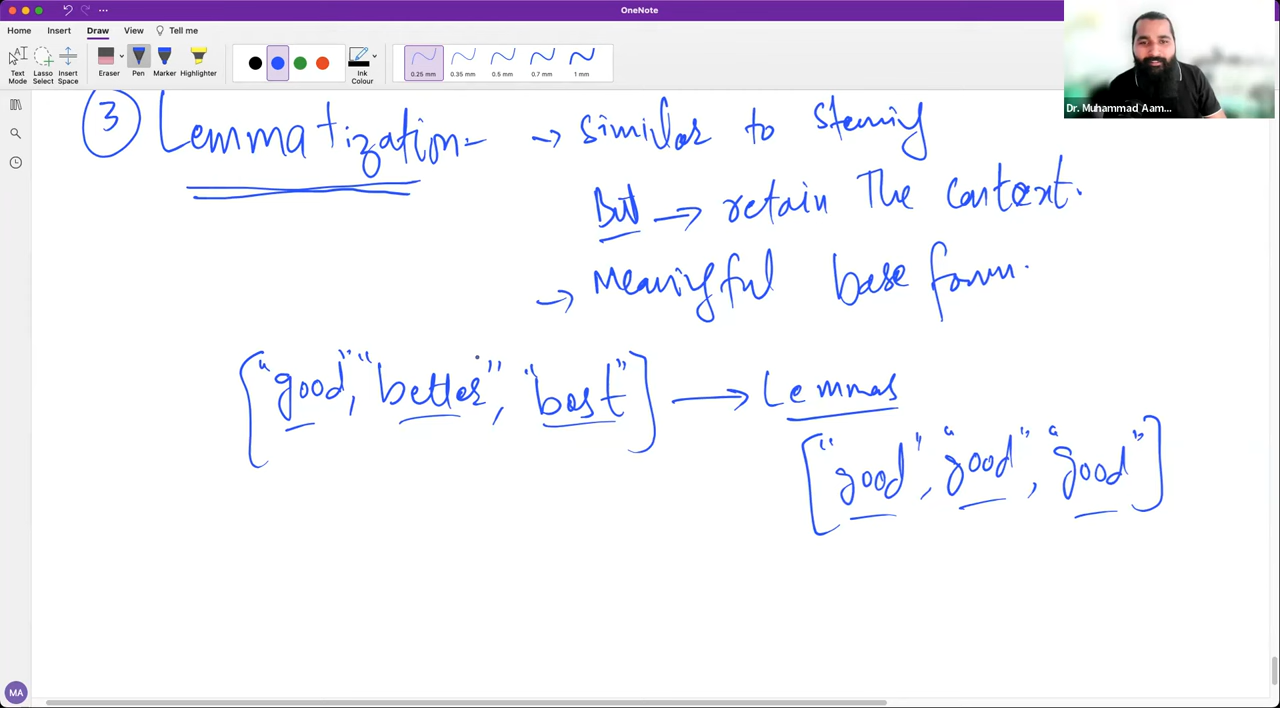 OneNote
Home Insert Draw View Tell me
Text Mode Lasso Select Insert Space Eraser Pen Marker Highlighter Ink Colour 0.25 mm 0.35 mm 0.5 mm 0.7 mm 1 mm
Dr. Muhammad Aam...
3 Lemmatization- → Similar to Steming
But → retain The context.
→ Meaningful base form.
["good", "better", "best"] → Lemmas
["good", "good", "good"]
MA